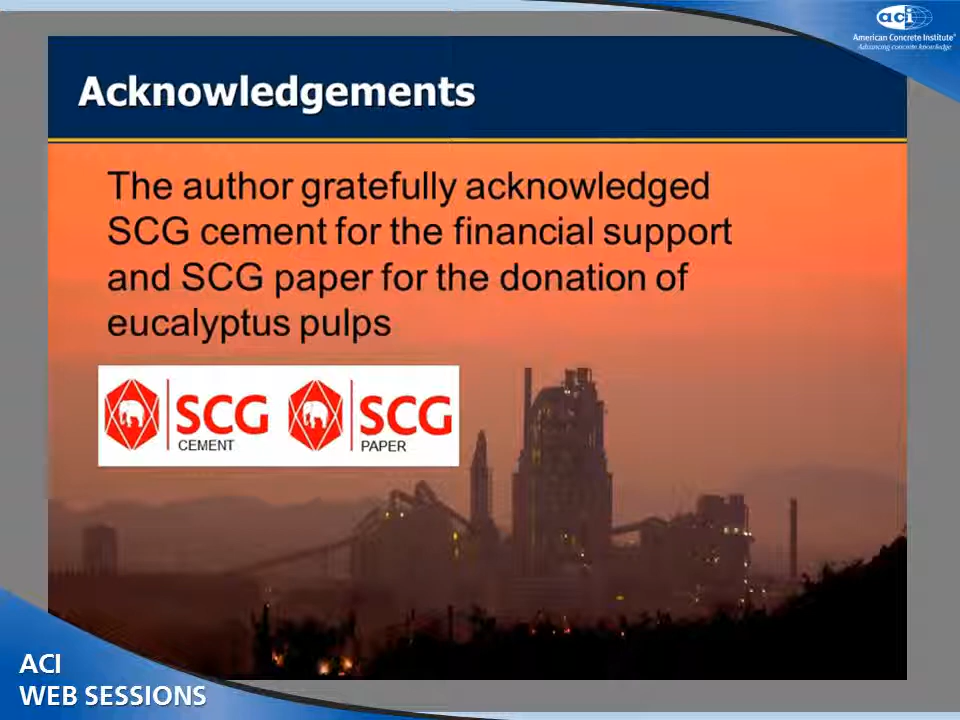 aci
American Concrete Institute®
Advancing concrete knowledge
Acknowledgements
The author gratefully acknowledged
SCG cement for the financial support
and SCG paper for the donation of
eucalyptus pulps
SCG
CEMENT
SCG
PAPER
ACI
WEB SESSIONS